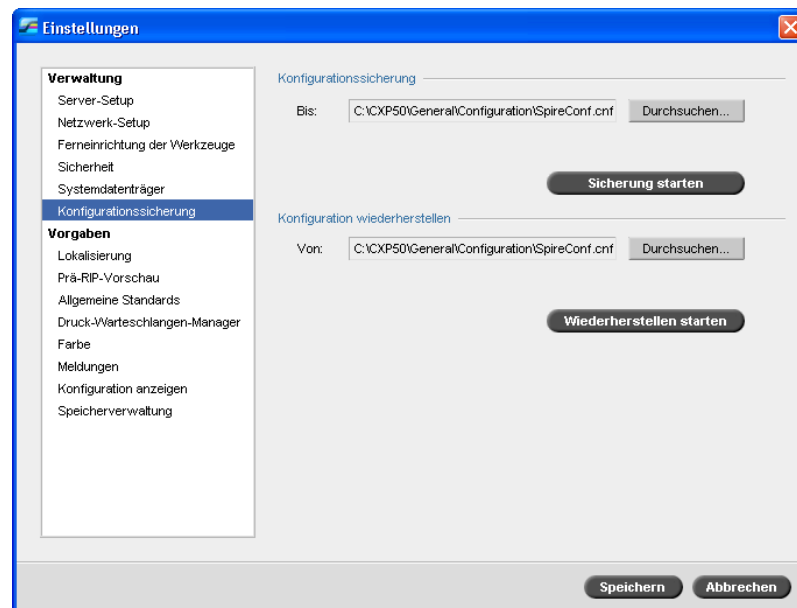 Einstellungen
Verwaltung
Server-Setup
Netzwerk-Setup
Ferneinrichtung der Werkzeuge
Sicherheit
Systemdatenträger
Konfigurationssicherung
Vorgaben
Lokalisierung
Prä-RIP-Vorschau
Allgemeine Standards
Druck-Warteschlangen-Manager
Farbe
Meldungen
Konfiguration anzeigen
Speicherverwaltung
Konfigurationssicherung
Bis: C:\CXP50\General\Configuration\SpireConf.cnf Durchsuchen...
Sicherung starten
Konfiguration wiederherstellen
Von: C:\CXP50\General\Configuration\SpireConf.cnf Durchsuchen...
Wiederherstellen starten
Speichern Abbrechen